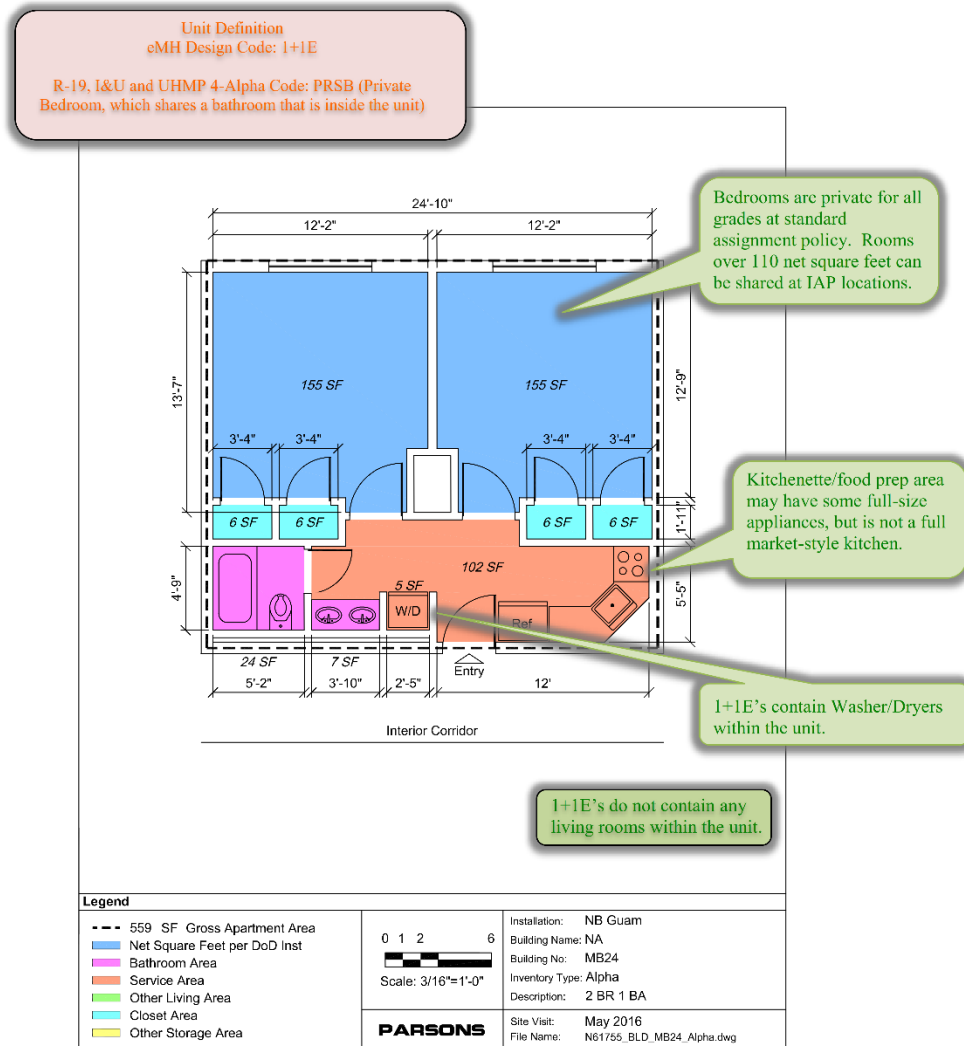 Unit Definition
eMH Design Code: 1+1E
R-19, I&U and UHMP 4-Alpha Code: PRSB (Private
Bedroom, which shares a bathroom that is inside the unit)
24'-10"
12'-2"
12'-2"
Bedrooms are private for all
grades at standard
assignment policy. Rooms
over 110 net square feet can
be shared at IAP locations.
13'-7"
155 SF
155 SF
12'-9"
3'-4"
3'-4"
3'-4"
3'-4"
Kitchenette/food prep area
may have some full-size
appliances, but is not a full
market-style kitchen.
6 SF
6 SF
6 SF
6 SF
1'-11"
102 SF
4'-9"
5 SF
5'-5"
W/D
Ref
24 SF
7 SF
Entry
5'-2"
3'-10"
2'-5"
12'
1+1E's contain Washer/Dryers
within the unit.
Interior Corridor
1+1E's do not contain any
living rooms within the unit.
Legend
559 SF Gross Apartment Area
Net Square Feet per DoD Inst
Bathroom Area
Service Area
Other Living Area
Closet Area
Other Storage Area
0 1 2 6
Scale: 3/16"=1'-0"
PARSONS
Installation: NB Guam
Building Name: NA
Building No: MB24
Inventory Type: Alpha
Description: 2 BR 1 BA
Site Visit: May 2016
File Name: N61755_BLD_MB24_Alpha.dwg